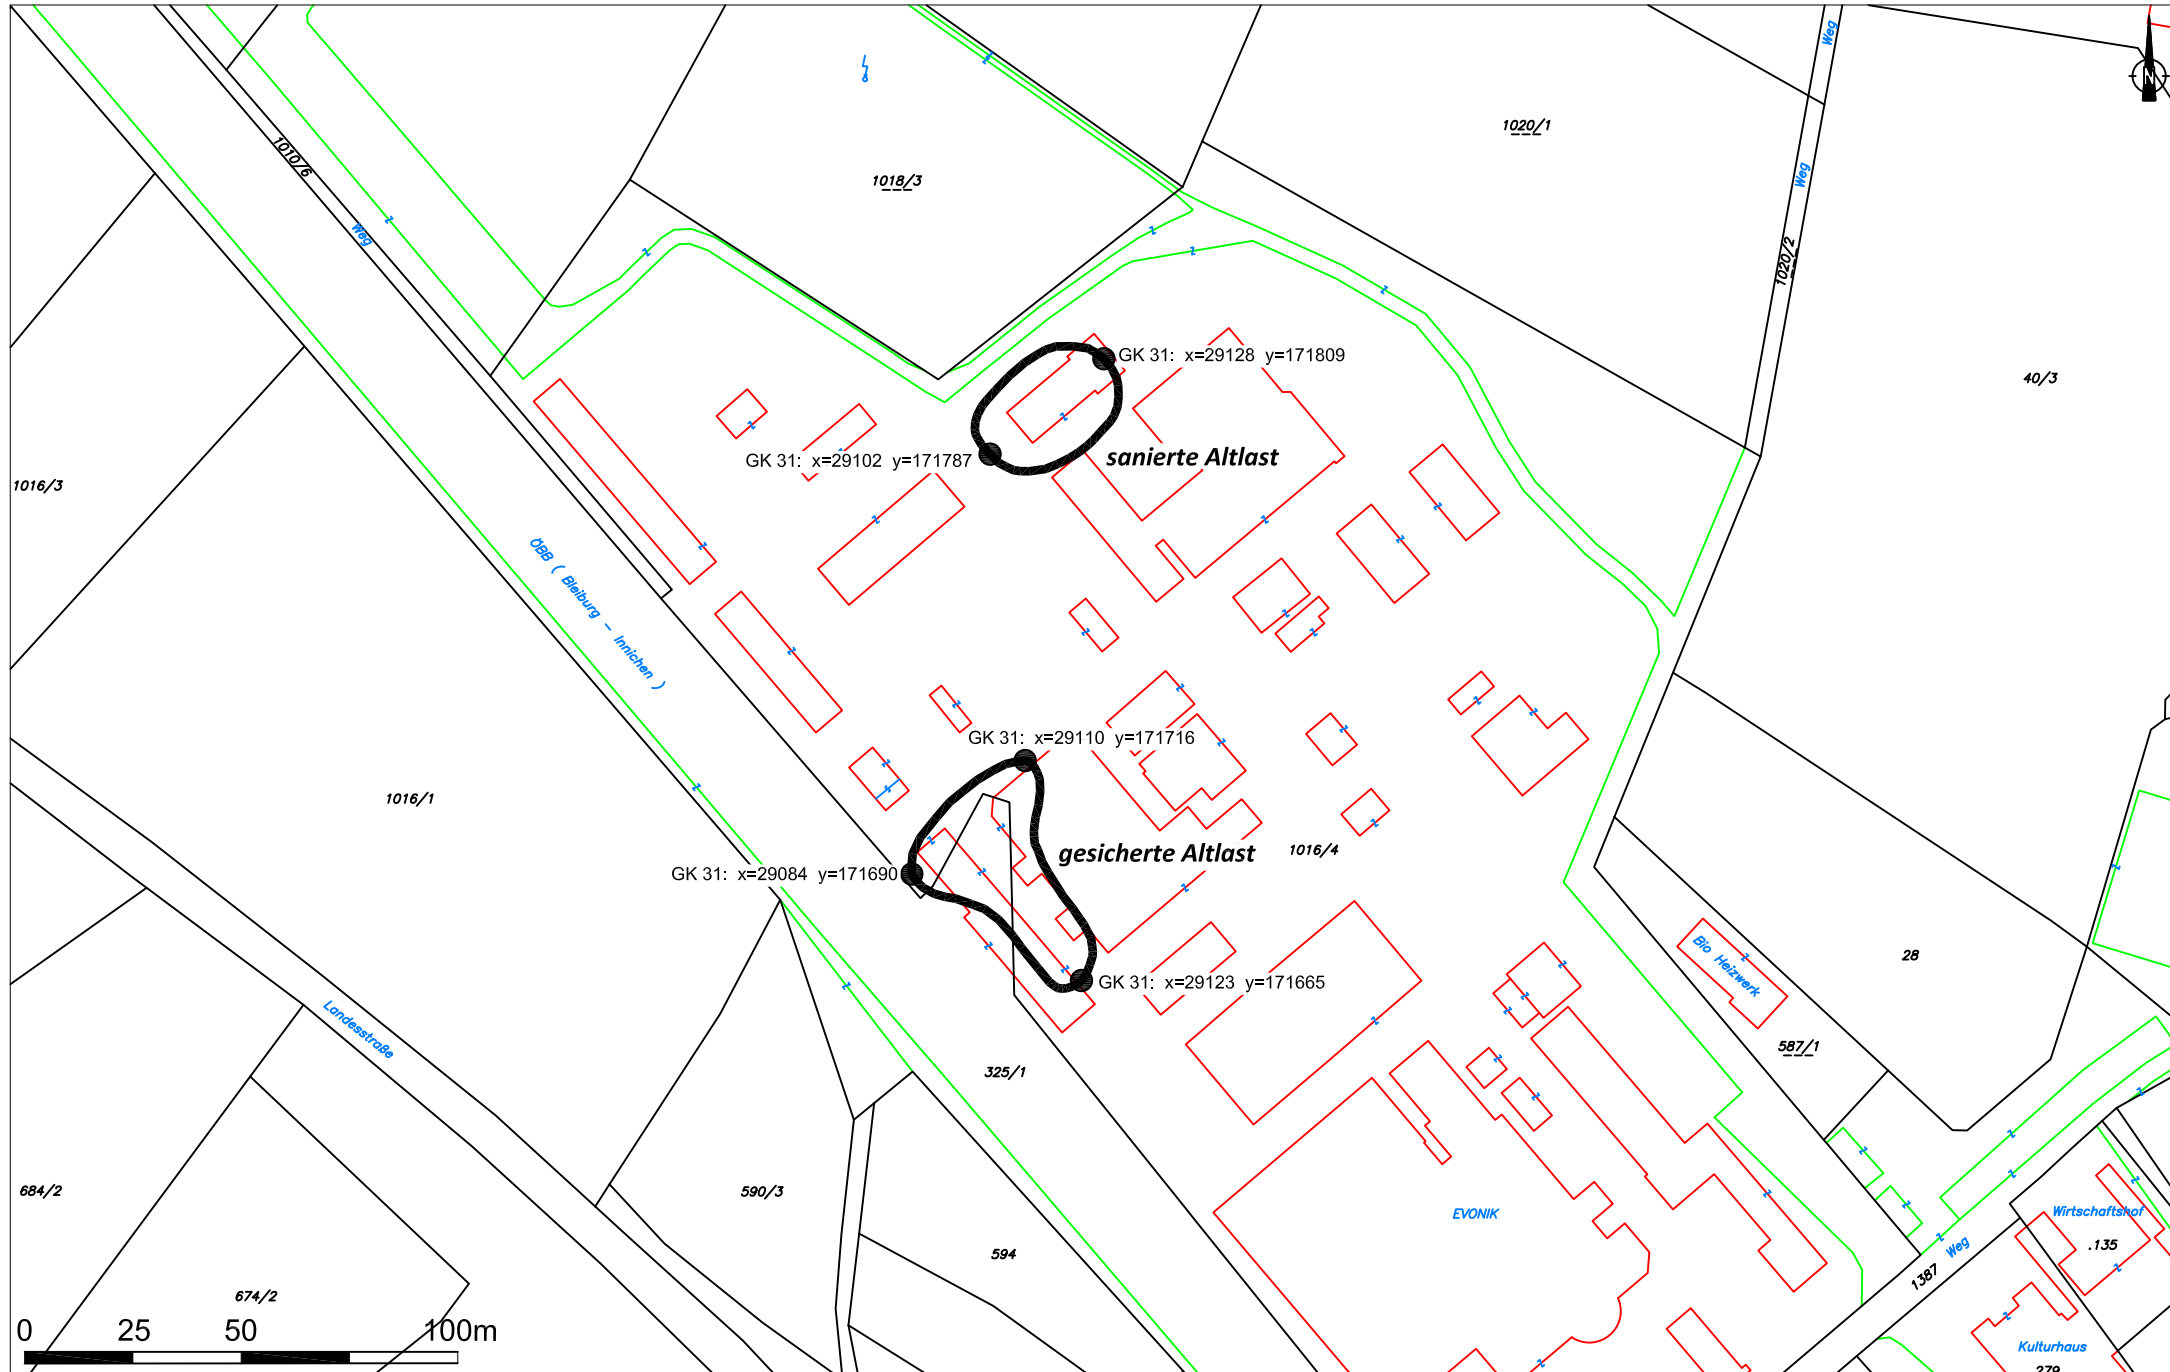 Weg
N
1020/1
1018/3
1010/6
Weg
Weg
1020/2
40/3
GK 31: x=29128 y=171809
sanierte Altlast
GK 31: x=29102 y=171787
1016/3
ÖBB ( Bleiburg - Innichen )
GK 31: x=29110 y=171716
1016/1
gesicherte Altlast
1016/4
GK 31: x=29084 y=171690
28
Bio Heizwerk
GK 31: x=29123 y=171665
Landesstraße
587/1
325/1
684/2
590/3
EVONIK
Wirtschaftshof
.135
Weg
594
1387
674/2
0 25 50 100m
Kulturhaus
279